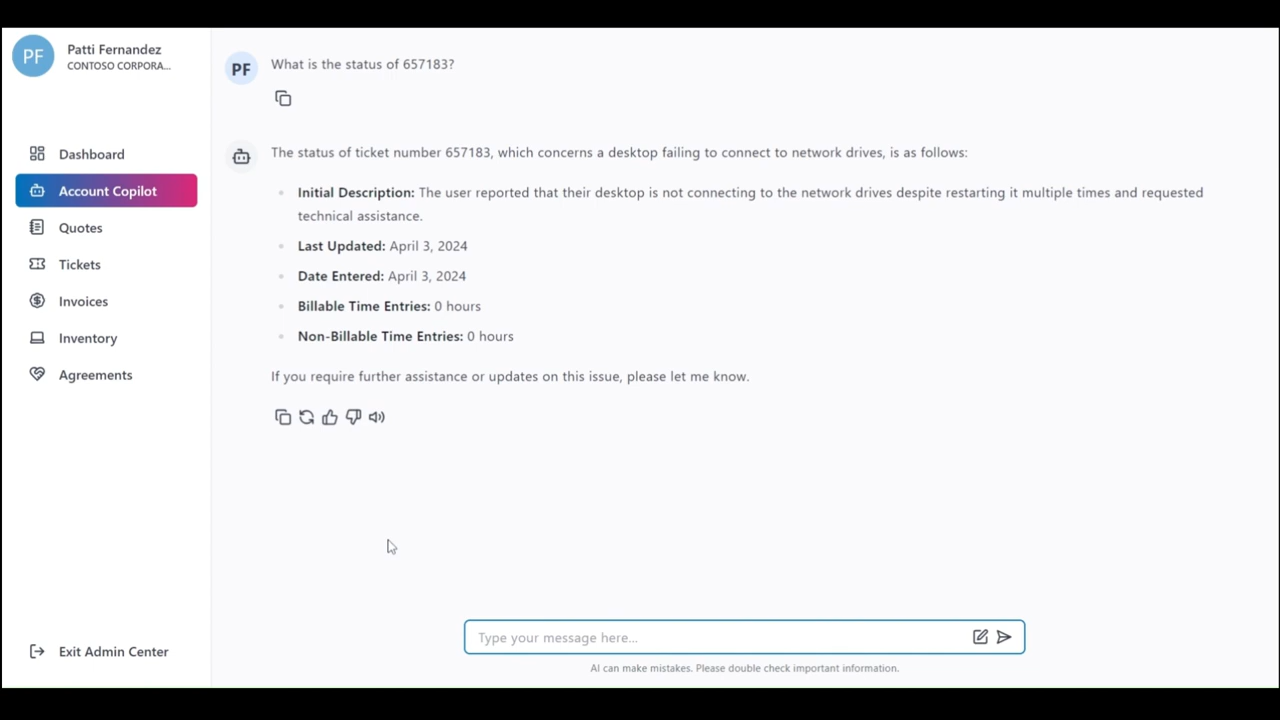 PF
Patti Fernandez
CONTOSO CORPORA...
Dashboard
Account Copilot
Quotes
Tickets
Invoices
Inventory
Agreements
Exit Admin Center
PF
What is the status of 657183?
The status of ticket number 657183, which concerns a desktop failing to connect to network drives, is as follows:
Initial Description: The user reported that their desktop is not connecting to the network drives despite restarting it multiple times and requested
technical assistance.
Last Updated: April 3, 2024
Date Entered: April 3, 2024
Billable Time Entries: 0 hours
Non-Billable Time Entries: 0 hours
If you require further assistance or updates on this issue, please let me know.
Type your message here...
AI can make mistakes. Please double check important information.